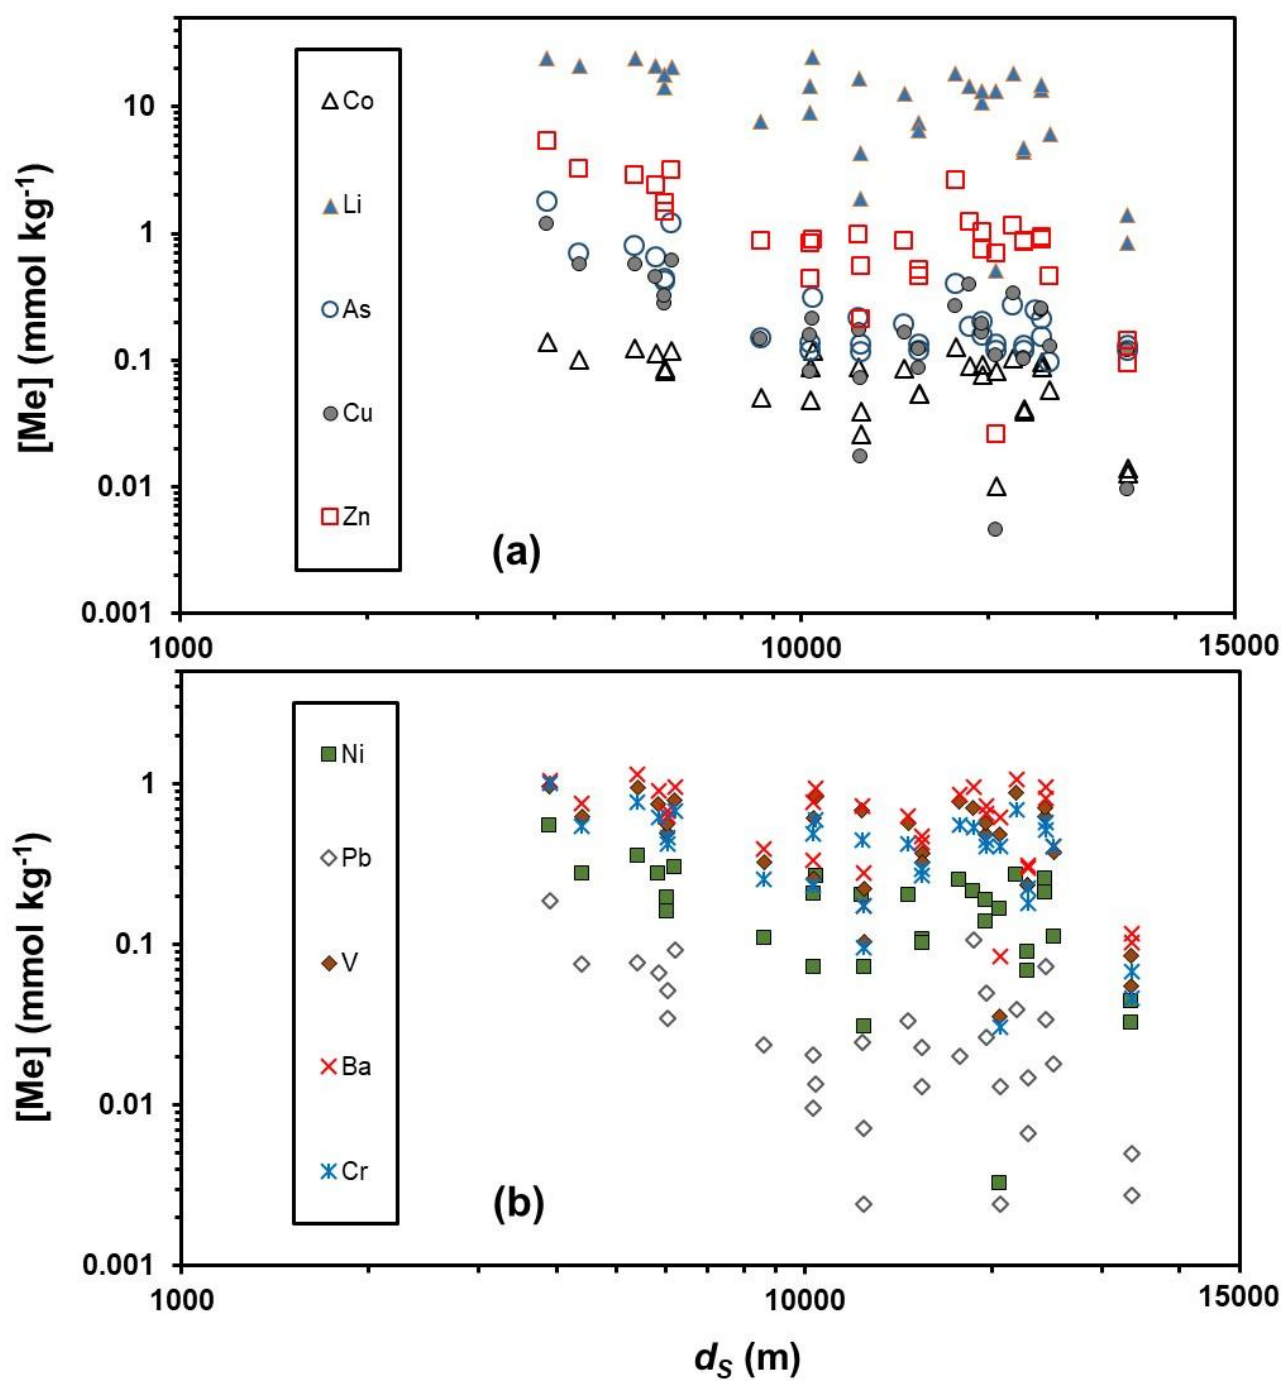 10
1
0.1
0.01
0.001
[Me] (mmol kg-1)
Co
Li
As
Cu
Zn
(a)
1000
10000
15000
1
0.1
0.01
0.001
[Me] (mmol kg-1)
Ni
Pb
V
Ba
Cr
(b)
1000
10000
15000
dS (m)